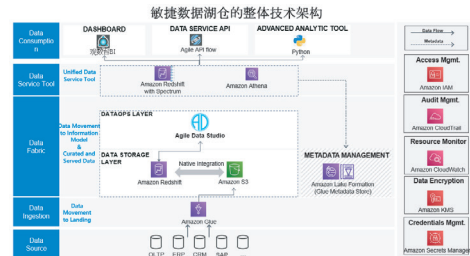 敏捷数据湖仓的整体技术架构
Data
Consumptio
n
DASHBOARD
观数台BI
DATA SERVICE API
Agile API flow
ADVANCED ANALYTIC TOOL
Python
Data Flow
Metadata
Data
Service Tool
Unified Data
Service Tool
Amazon Redshift
with Spectrum
Amazon Athena
Access Mgmt.
Amazon IAM
Audit Mgmt.
Amazon CloudTrail
Resource Monitor
Amazon CloudWatch
Data Encryption
Amazon KMS
Credentials Mgmt.
Amazon Secrets Manager
Data
Fabric
Data Movement
to Information
Model
&
Curated and
Served Data
DATAOPS LAYER
Agile Data Studio
DATA STORAGE
LAYER
Native Integration
Amazon Redshift
Amazon S3
METADATA MANAGEMENT
Amazon Lake Formation
(Glue Metadata Store)
Data
Ingestion
Data
Movement
to Landing
Amazon Glue
Data
Source
OLTP
ERP
CRM
SAP
...